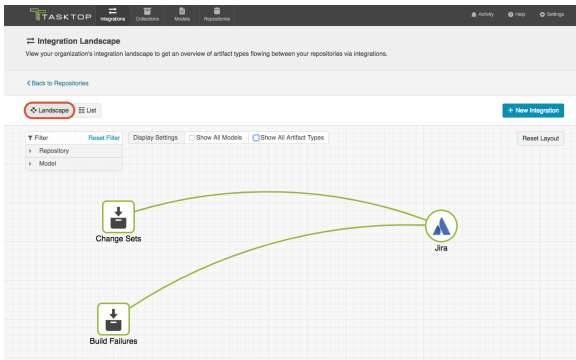 TASKTOP
Integrations
Collections
Models
Repositories
Activity
Help
Settings
Integration Landscape
View your organization's integration landscape to get an overview of artifact types flowing between your repositories via integrations.
Back to Repositories
Landscape
List
+ New Integration
Filter
Reset Filter
Display Settings
Show All Models
Show All Artifact Types
Reset Layout
Repository
Model
Change Sets
Jira
Build Failures